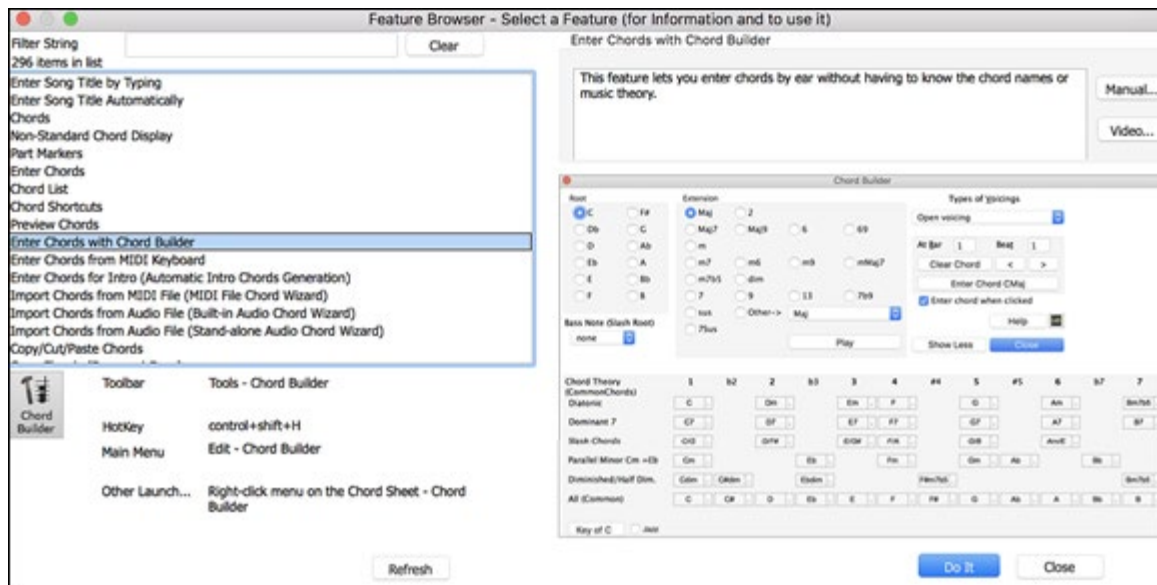 Feature Browser - Select a Feature (for Information and to use it)
Filter String
Clear
296 items in list
Enter Song Title by Typing
Enter Song Title Automatically
Chords
Non-Standard Chord Display
Part Markers
Enter Chords
Chord List
Chord Shortcuts
Preview Chords
Enter Chords with Chord Builder
Enter Chords from MIDI Keyboard
Enter Chords for Intro (Automatic Intro Chords Generation)
Import Chords from MIDI File (MIDI File Chord Wizard)
Import Chords from Audio File (Built-in Audio Chord Wizard)
Import Chords from Audio File (Stand-alone Audio Chord Wizard)
Copy/Cut/Paste Chords
Chord
Builder
Toolbar Tools - Chord Builder
HotKey control+shift+H
Main Menu Edit - Chord Builder
Other Launch... Right-click menu on the Chord Sheet - Chord
Builder
Refresh
Enter Chords with Chord Builder
This feature lets you enter chords by ear without having to know the chord names or
music theory.
Manual...
Video...
Chord Builder
Root
C F#
Db G
D Ab
Eb A
E Bb
F B
Bass Note (Slash Root)
none
Extension
Maj 2
Maj7 Maj9 6 69
m
m7 m6 m9 mMaj7
m7b5 dim
7 9 13 7b9
sus Other-> Maj
7sus
Play
Types of Voicings
Open voicing
At Bar 1 Beat 1
Clear Chord < >
Enter Chord CMaj
Enter chord when clicked
Help
Show Less Close
Chord Theory 1 b2 2 b3 3 4 #4 5 #5 6 b7 7
(CommonChords)
Diatonic C Dm Em F G Am Bm7b5
Dominant 7 C7 D7 E7 F7 G7 A7 B7
Slash Chords
Parallel Minor Cm =Eb Cm Eb Fm Gm Ab Bb
Diminished/Half Dim. Cdim C#dim Ebdim F#m7b5 Bm7b5
All (Common) C C# D Eb E F F# G Ab A Bb B
Key of C
Do It
Close